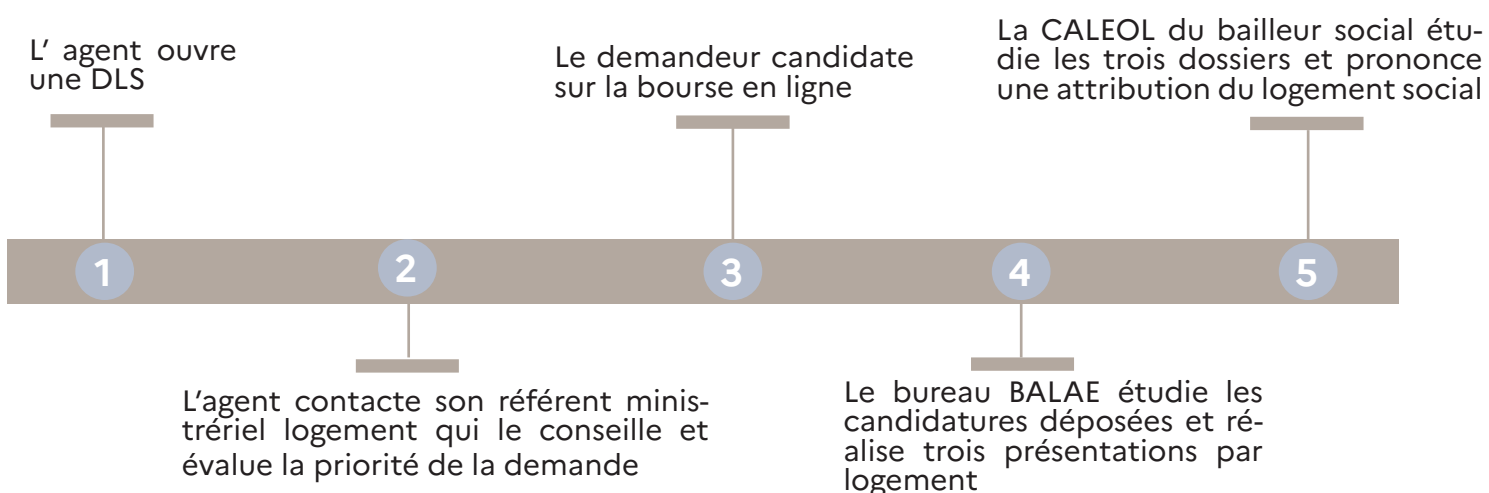 L' agent ouvre
une DLS
Le demandeur candidate
sur la bourse en ligne
La CALEOL du bailleur social étu-
die les trois dossiers et prononce
une attribution du logement social
1
2
3
4
5
L'agent contacte son référent minis-
trériel logement qui le conseille et
évalue la priorité de la demande
Le bureau BALAE étudie les
candidatures déposées et ré-
alise trois présentations par
logement